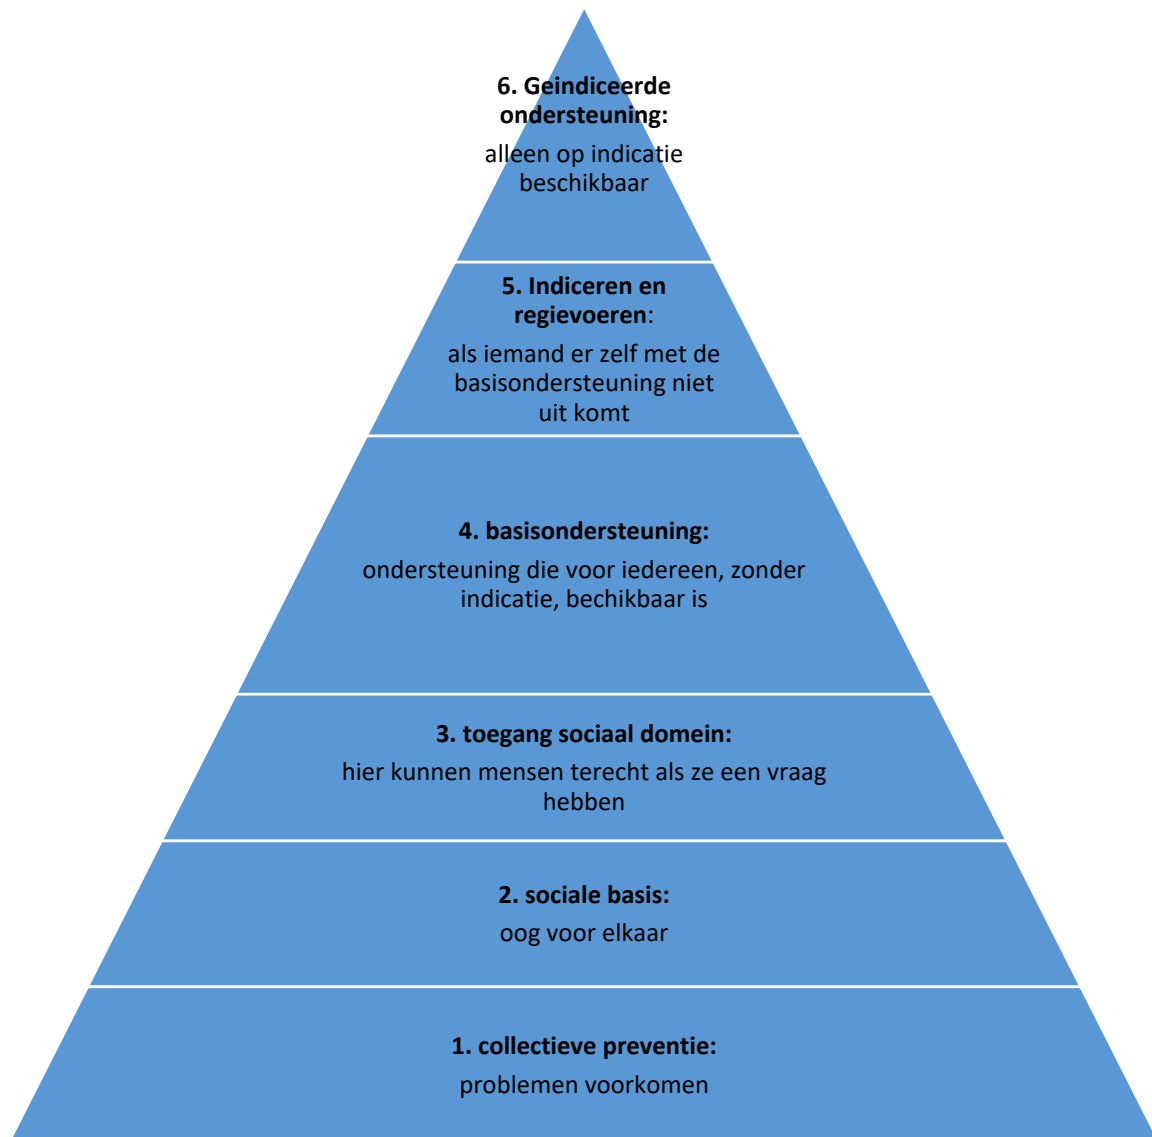 6. Geindiceerde
ondersteuning:
alleen op indicatie
beschikbaar
5. Indiceren en
regievoeren:
als iemand er zelf met de
basisondersteuning niet
uit komt
4. basisondersteuning:
ondersteuning die voor iedereen, zonder
indicatie, bechikbaar is
3. toegang sociaal domein:
hier kunnen mensen terecht als ze een vraag
hebben
2. sociale basis:
oog voor elkaar
1. collectieve preventie:
problemen voorkomen